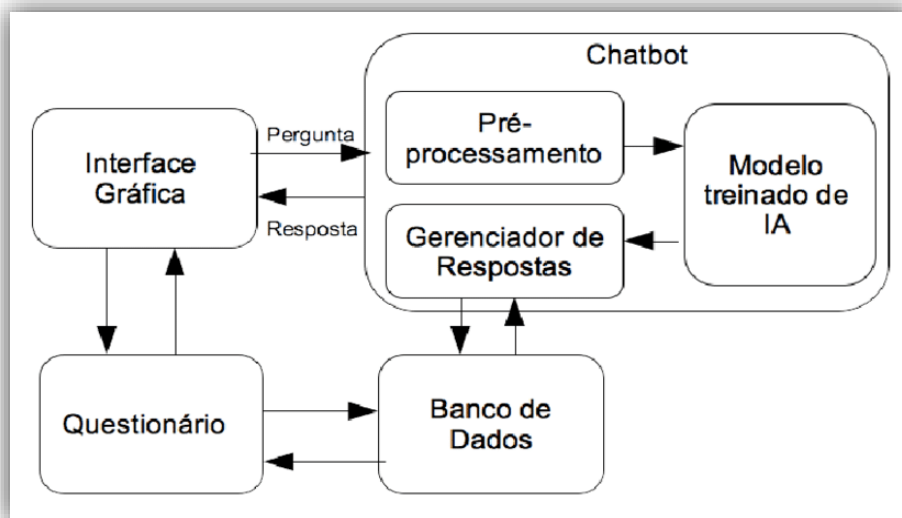 Chatbot
Pré-
processamento
Pergunta
Interface
Gráfica
Modelo
treinado de
IA
Resposta
Gerenciador de
Respostas
Questionário
Banco de
Dados